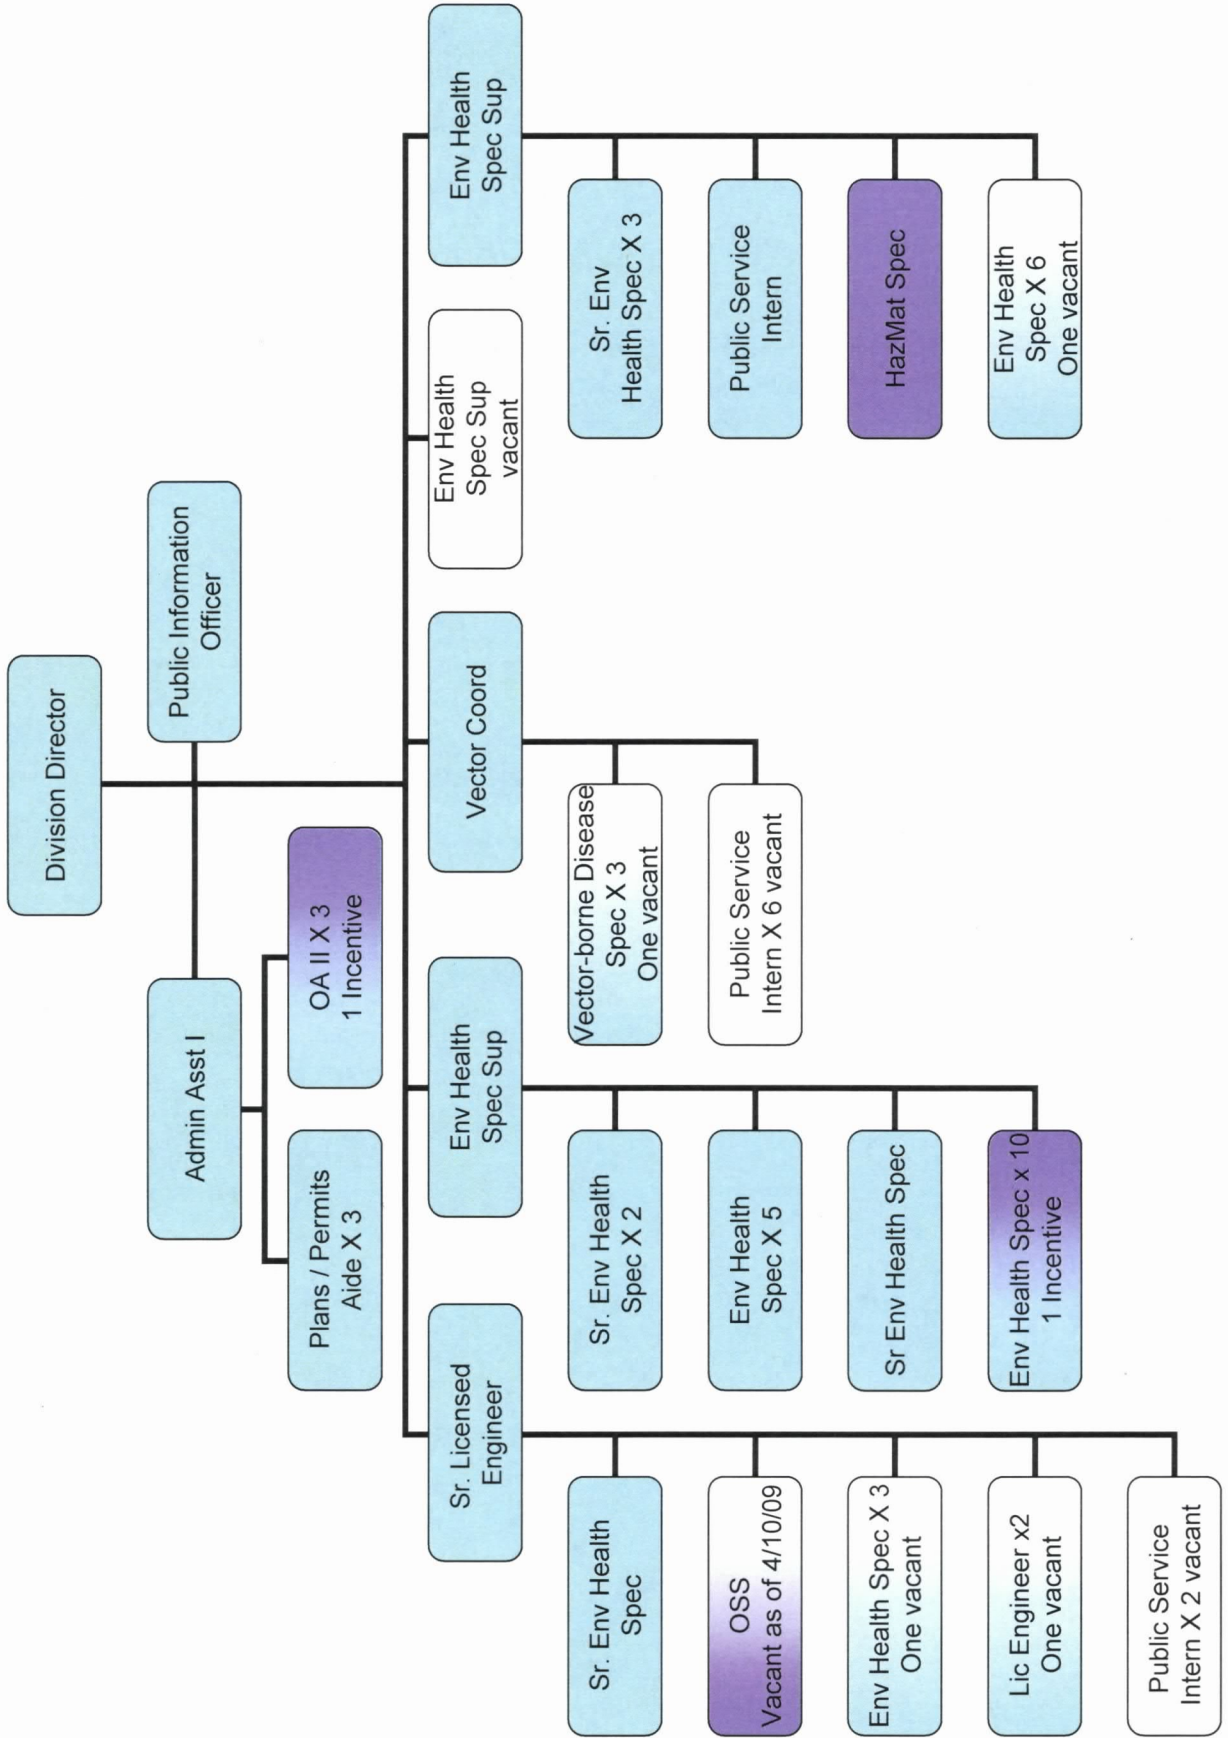 Division Director
Public Information
Officer
Admin Asst I
Plans / Permits
Aide X 3
OA II X 3
1 Incentive
Sr. Licensed
Engineer
Env Health
Spec Sup
Vector Coord
Env Health
Spec Sup
vacant
Env Health
Spec Sup
Sr. Env Health
Spec
OSS
Vacant as of 4/10/09
Env Health Spec X 3
One vacant
Lic Engineer x2
One vacant
Public Service
Intern X 2 vacant
Sr. Env Health
Spec X 2
Env Health
Spec X 5
Sr Env Health Spec
Env Health Spec x 10
1 Incentive
Vector-borne Disease
Spec X 3
One vacant
Public Service
Intern X 6 vacant
Sr. Env
Health Spec X 3
Public Service
Intern
HazMat Spec
Env Health
Spec X 6
One vacant